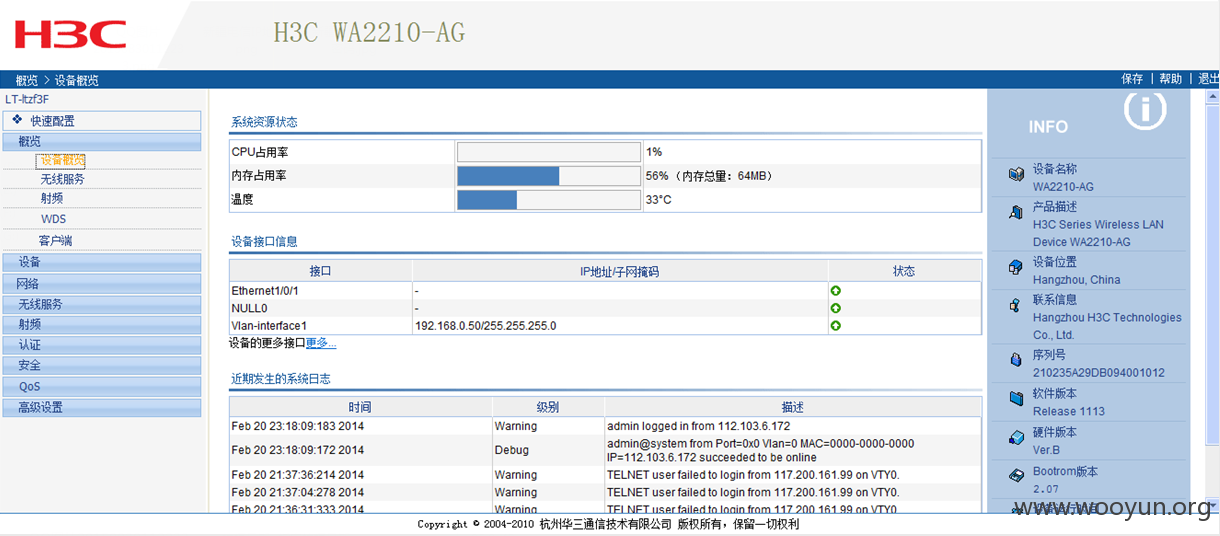 H3C
H3C WA2210-AG
概览 > 设备概览
保存 | 帮助 | 退出
LT-ltzf3F
快速配置
概览
设备概览
无线服务
射频
WDS
客户端
设备
网络
无线服务
射频
认证
安全
QoS
高级设置
系统资源状态
CPU占用率 1%
内存占用率 56% （内存总量: 64MB）
温度 33°C
设备接口信息
接口 IP地址/子网掩码 状态
Ethernet1/0/1 -
NULL0 -
Vlan-interface1 192.168.0.50/255.255.255.0
设备的更多接口更多...
近期发生的系统日志
时间 级别 描述
Feb 20 23:18:09:183 2014 Warning admin logged in from 112.103.6.172
Feb 20 23:18:09:172 2014 Debug admin@system from Port=0x0 Vlan=0 MAC=0000-0000-0000
IP=112.103.6.172 succeeded to be online
Feb 20 21:37:36:214 2014 Warning TELNET user failed to login from 117.200.161.99 on VTY0.
Feb 20 21:37:04:278 2014 Warning TELNET user failed to login from 117.200.161.99 on VTY0.
Feb 20 21:36:31:333 2014 Warning TELNET user failed to login from 117.200.161.99 on VTY0.
INFO
i
设备名称
WA2210-AG
产品描述
H3C Series Wireless LAN
Device WA2210-AG
设备位置
Hangzhou, China
联系信息
Hangzhou H3C Technologies
Co., Ltd.
序列号
210235A29DB094001012
软件版本
Release 1113
硬件版本
Ver.B
Bootrom版本
2.07
www.wooyun.org
Copyright © 2004-2010 杭州华三通信技术有限公司 版权所有，保留一切权利